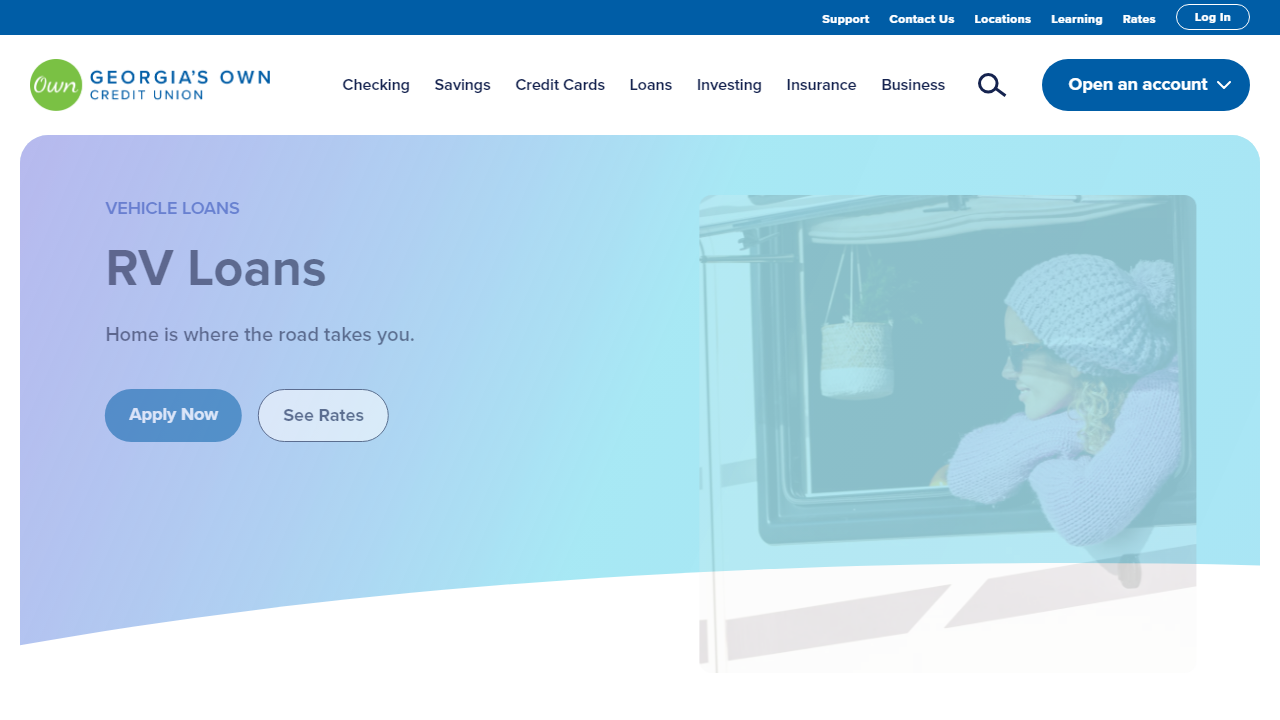 Support Contact Us Locations Learning Rates Log In
Own GEORGIA'S OWN
CREDIT UNION
Checking Savings Credit Cards Loans Investing Insurance Business
Open an account
VEHICLE LOANS
RV Loans
Home is where the road takes you.
Apply Now See Rates